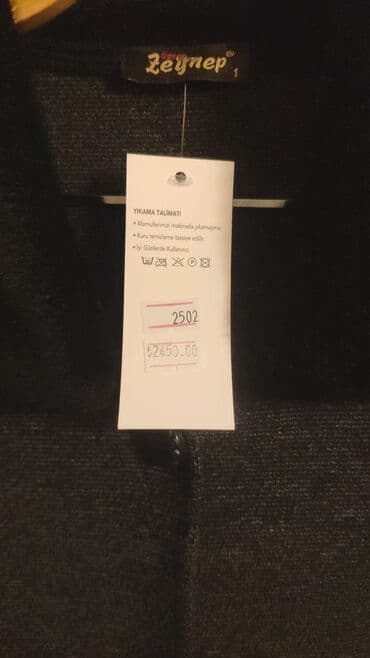 Zeynep®
1
YIKAMA TALİMATI
• Mamullerimizi makinada yıkamayınız.
• Kuru temizleme tavsiye edilir.
• İyi Günlerde Kullanınız.
P
2502
₺2450.00